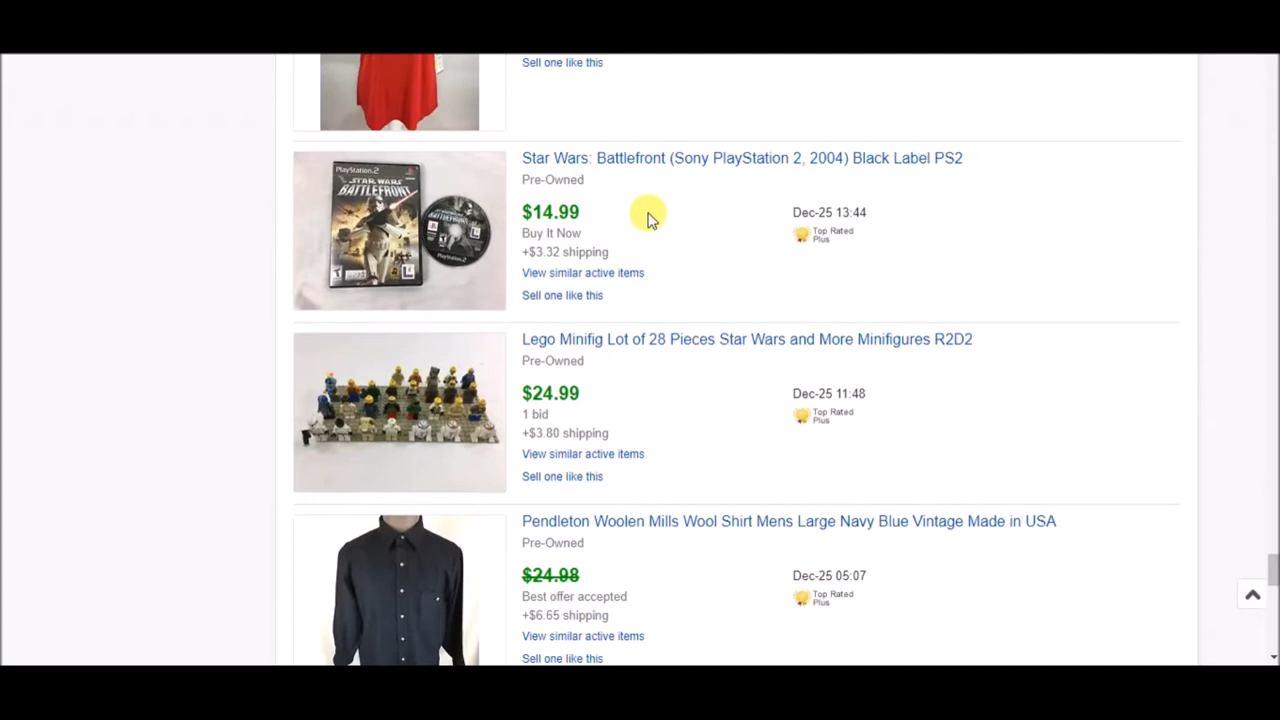 Sell one like this
Star Wars: Battlefront (Sony PlayStation 2, 2004) Black Label PS2
Pre-Owned
$14.99
Dec-25 13:44
Top Rated
Plus
Buy It Now
+$3.32 shipping
View similar active items
Sell one like this
PlayStation 2
STAR WARS
BATTLEFRONT
Lego Minifig Lot of 28 Pieces Star Wars and More Minifigures R2D2
Pre-Owned
$24.99
Dec-25 11:48
Top Rated
Plus
1 bid
+$3.80 shipping
View similar active items
Sell one like this
Pendleton Woolen Mills Wool Shirt Mens Large Navy Blue Vintage Made in USA
Pre-Owned
$24.98
Dec-25 05:07
Top Rated
Plus
Best offer accepted
+$6.65 shipping
View similar active items
Sell one like this